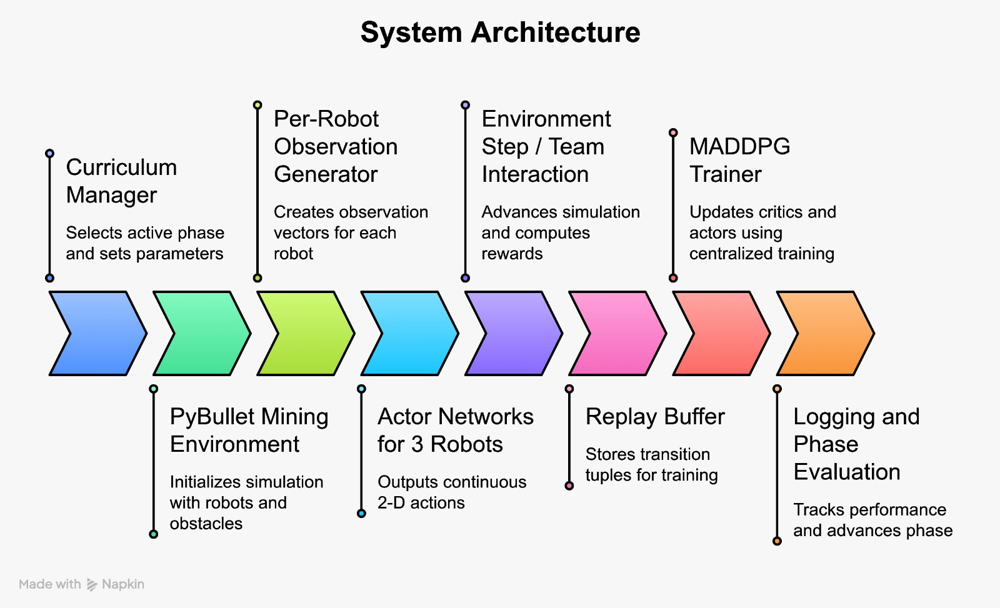 System Architecture
Curriculum
Manager
Selects active phase
and sets parameters
Per-Robot
Observation
Generator
Creates observation
vectors for each
robot
Environment
Step / Team
Interaction
Advances simulation
and computes
rewards
MADDPG
Trainer
Updates critics and
actors using
centralized training
PyBullet Mining
Environment
Initializes simulation
with robots and
obstacles
Actor Networks
for 3 Robots
Outputs continuous
2-D actions
Replay Buffer
Stores transition
tuples for training
Logging and
Phase
Evaluation
Tracks performance
and advances phase
Made with Napkin